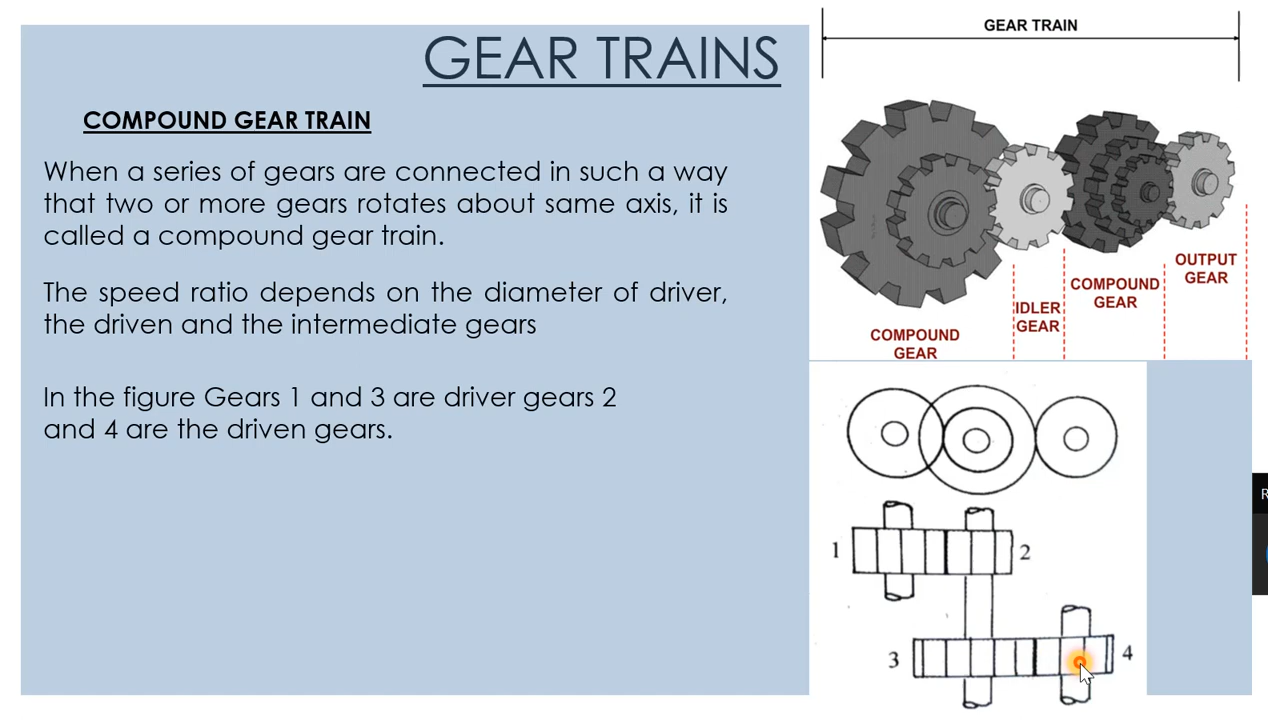 GEAR TRAINS
COMPOUND GEAR TRAIN
When a series of gears are connected in such a way
that two or more gears rotates about same axis, it is
called a compound gear train.
The speed ratio depends on the diameter of driver,
the driven and the intermediate gears
In the figure Gears 1 and 3 are driver gears 2
and 4 are the driven gears.
GEAR TRAIN
COMPOUND
GEAR
IDLER
GEAR
COMPOUND
GEAR
OUTPUT
GEAR
1
2
3
4
R